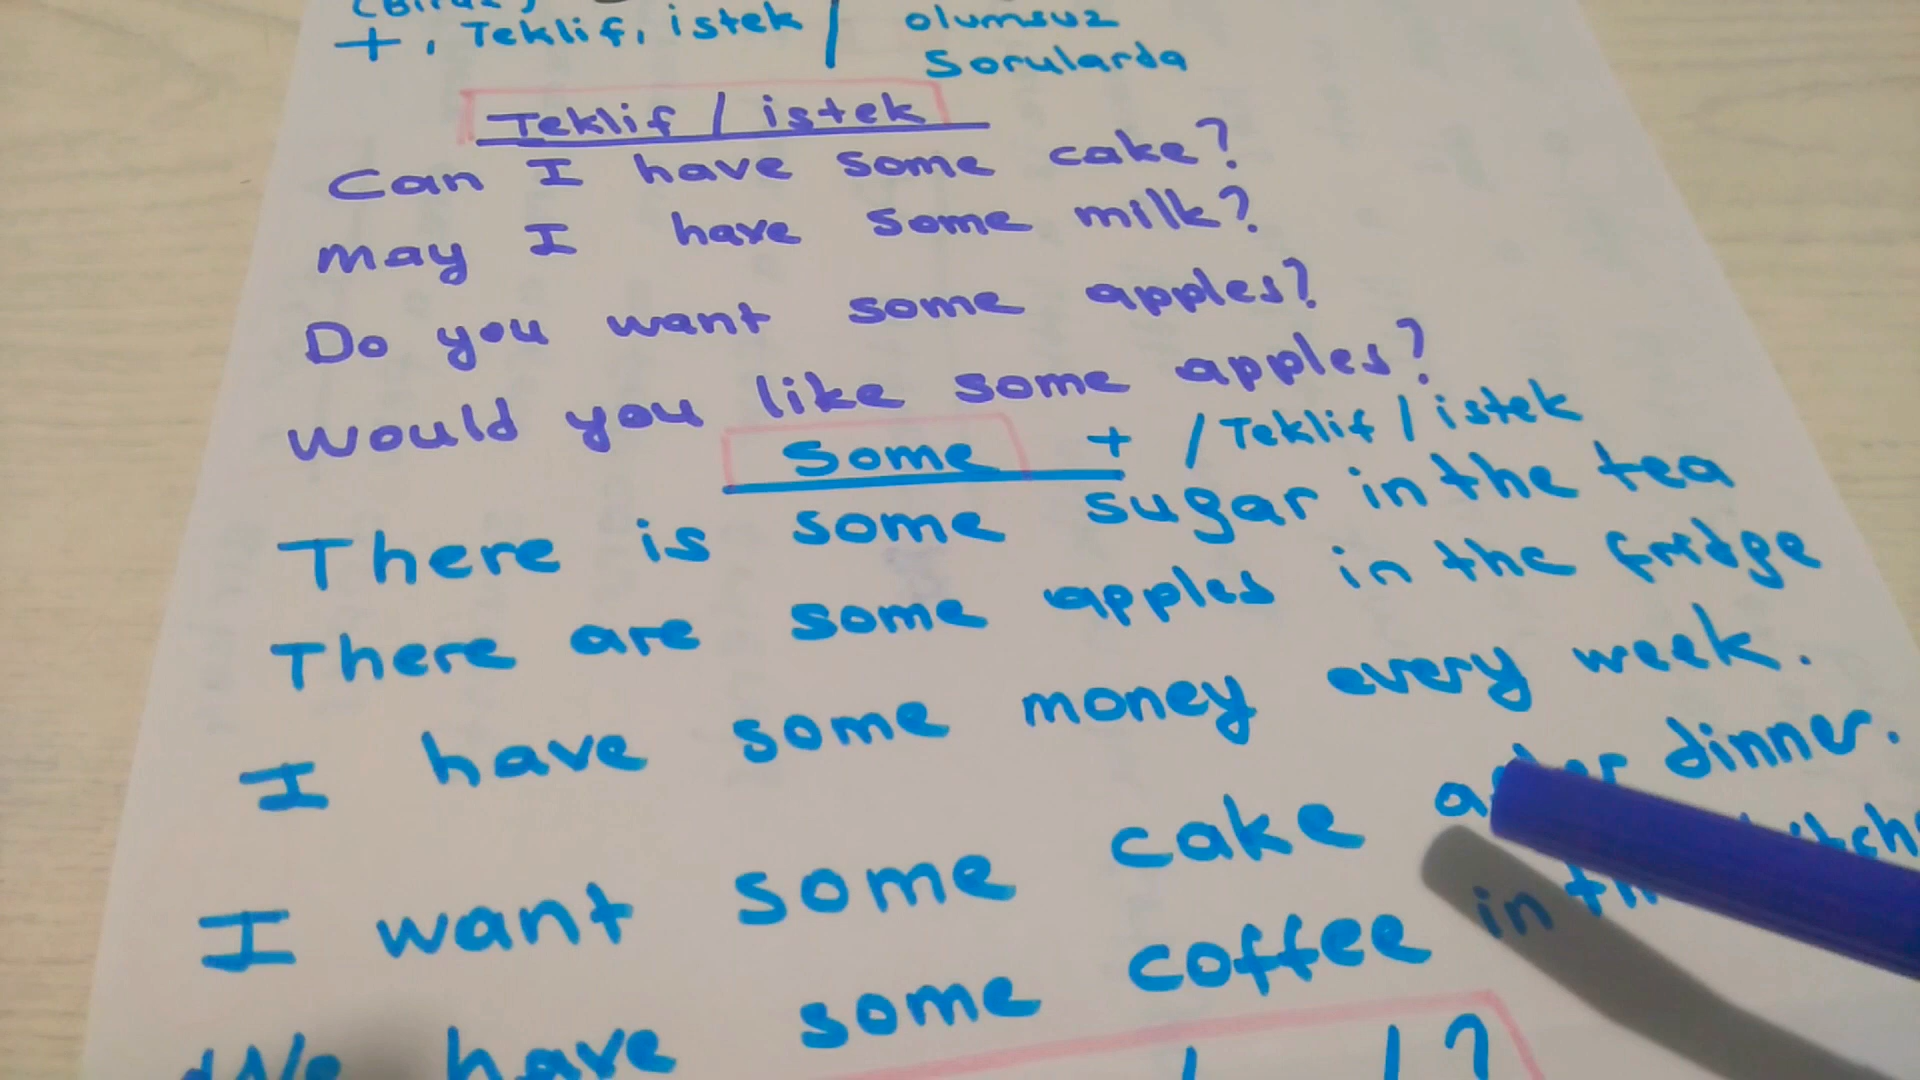 +, Teklif, istek / olumsuz
Sorularda
Teklif / istek
Can I have some cake?
may I have some milk?
Do you want some apples?
would you like some apples?
Some + / Teklif / istek
There is some sugar in the tea
There are some apples in the fridge
I have some money every week.
I want some cake dinner.
We have some coffee in